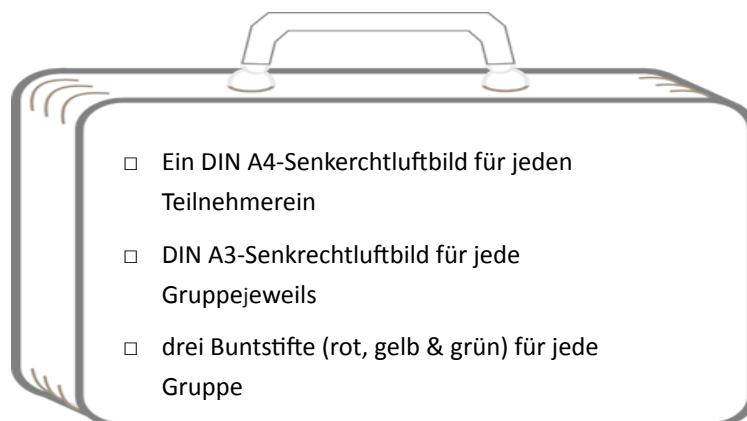 □ Ein DIN A4-Senkerchtluftbild für jeden
Teilnehmerein
□ DIN A3-Senkrechtluftbild für jede
Gruppejeweils
□ drei Buntstifte (rot, gelb & grün) für jede
Gruppe